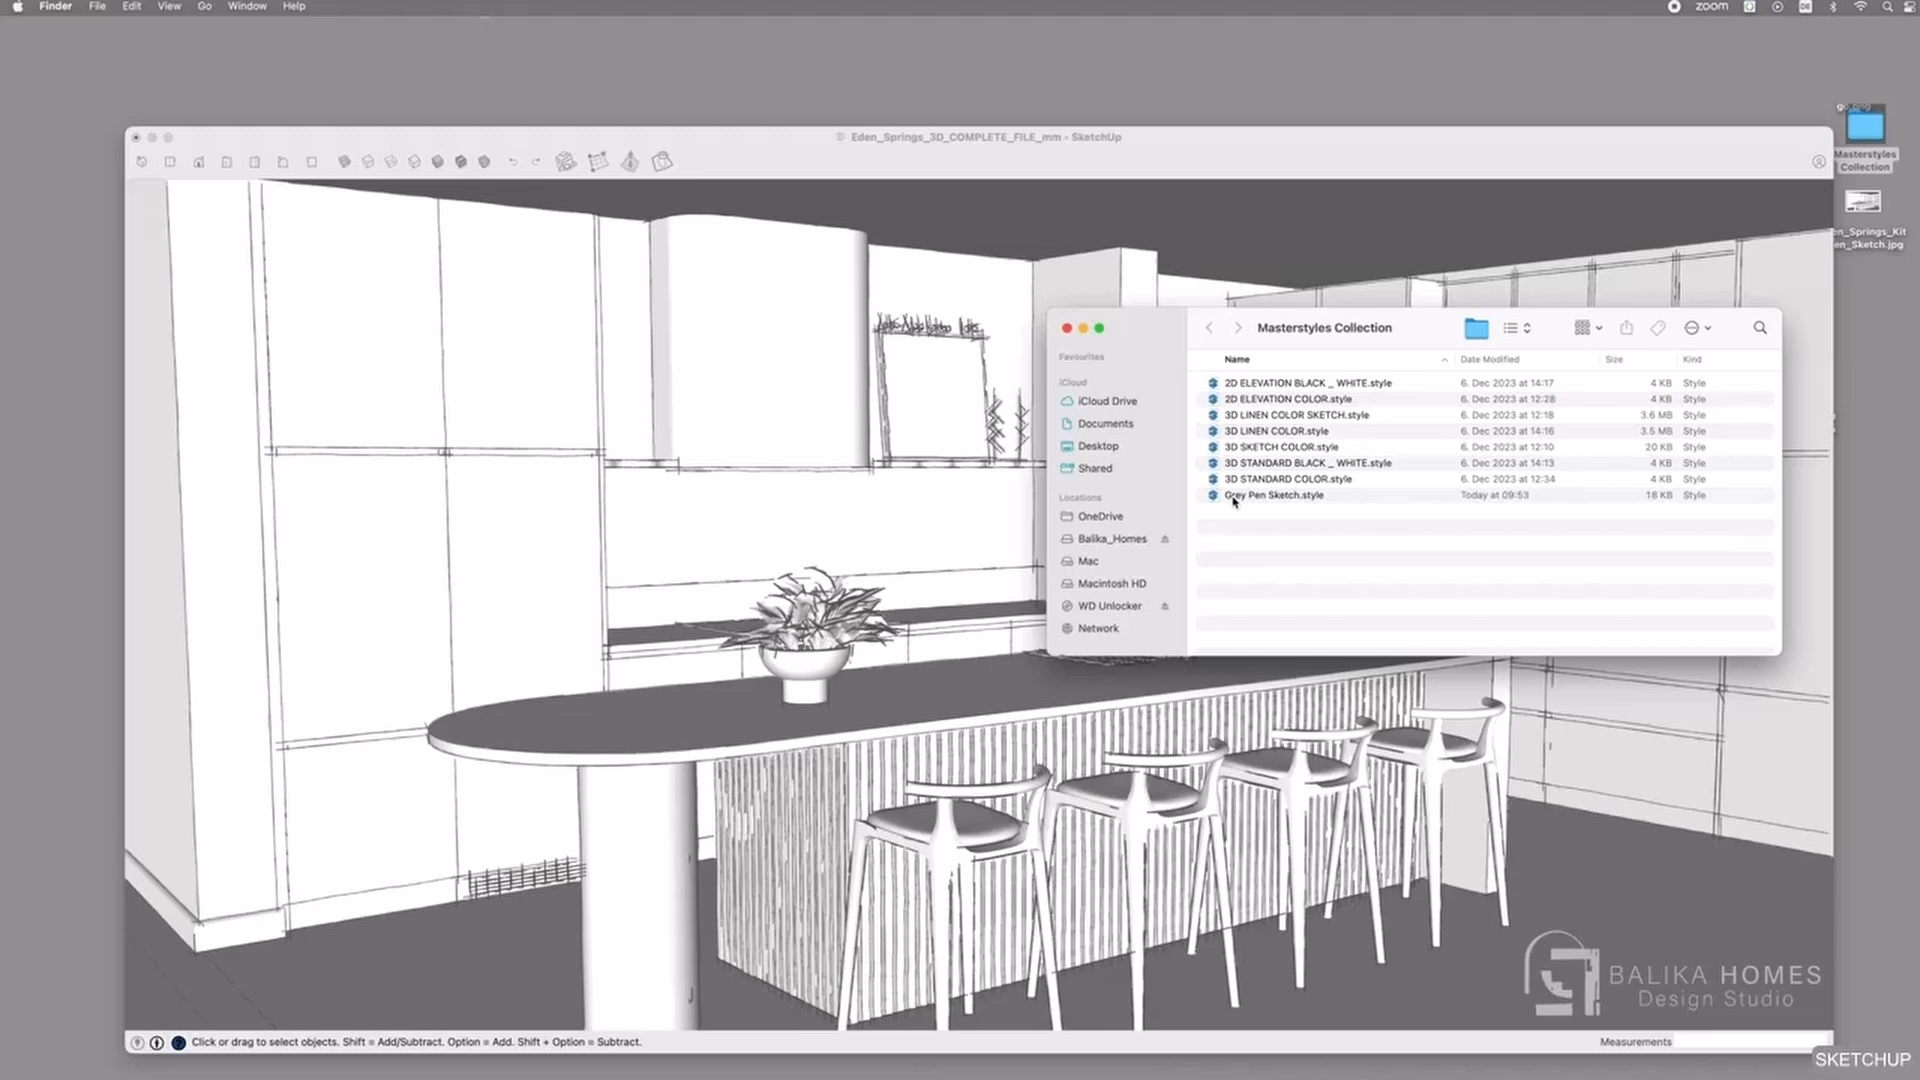 Finder File Edit View Go Window Help
zoom
Eden_Springs_3D_COMPLETE_FILE_mm - SketchUp
Masterstyles
Collection
en_Springs_Kit
en_Sketch.jpg
Masterstyles Collection
Favourites
iCloud
iCloud Drive
Documents
Desktop
Shared
Locations
OneDrive
Balika_Homes
Mac
Macintosh HD
WD Unlocker
Network
Name Date Modified Size Kind
2D ELEVATION BLACK _ WHITE.style 6. Dec 2023 at 14:17 4 KB Style
2D ELEVATION COLOR.style 6. Dec 2023 at 12:28 4 KB Style
3D LINEN COLOR SKETCH.style 6. Dec 2023 at 12:18 3.6 MB Style
3D LINEN COLOR.style 6. Dec 2023 at 14:16 3.5 MB Style
3D SKETCH COLOR.style 6. Dec 2023 at 12:10 20 KB Style
3D STANDARD BLACK _ WHITE.style 6. Dec 2023 at 14:13 4 KB Style
3D STANDARD COLOR.style 6. Dec 2023 at 12:34 4 KB Style
Grey Pen Sketch.style Today at 09:53 18 KB Style
BALIKA HOMES
Design Studio
Click or drag to select objects. Shift = Add/Subtract. Option = Add. Shift + Option = Subtract.
Measurements
SKETCHUP